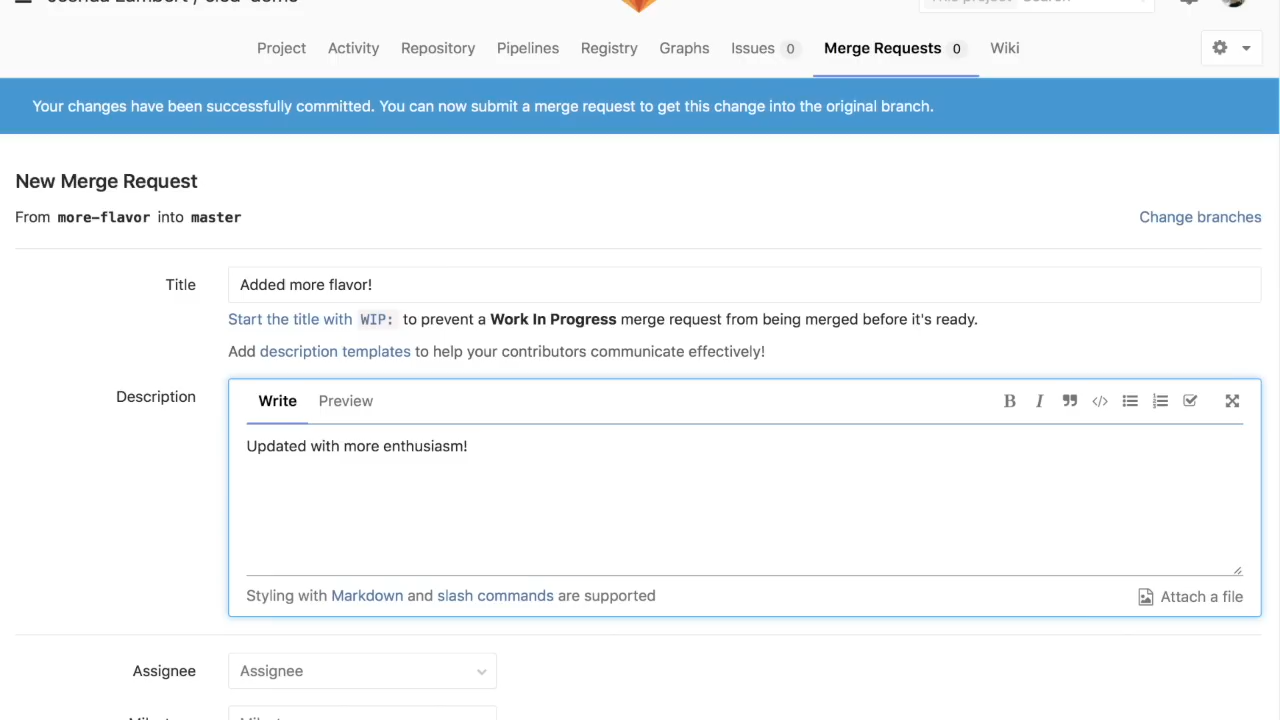 Project Activity Repository Pipelines Registry Graphs Issues 0 Merge Requests 0 Wiki
Your changes have been successfully committed. You can now submit a merge request to get this change into the original branch.
New Merge Request
From more-flavor into master
Change branches
Title
Added more flavor!
Start the title with WIP: to prevent a Work In Progress merge request from being merged before it's ready.
Add description templates to help your contributors communicate effectively!
Description
Write Preview
Updated with more enthusiasm!
Styling with Markdown and slash commands are supported
Attach a file
Assignee
Assignee